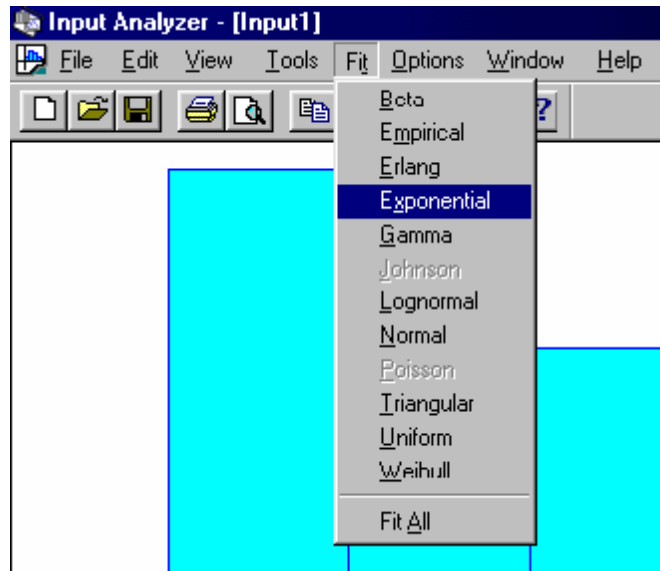 Input Analyzer - [Input1]
File Edit View Tools Fit Options Window Help
?
Beta
Empirical
Erlang
Exponential
Gamma
Johnson
Lognormal
Normal
Poisson
Triangular
Uniform
Weibull
Fit All